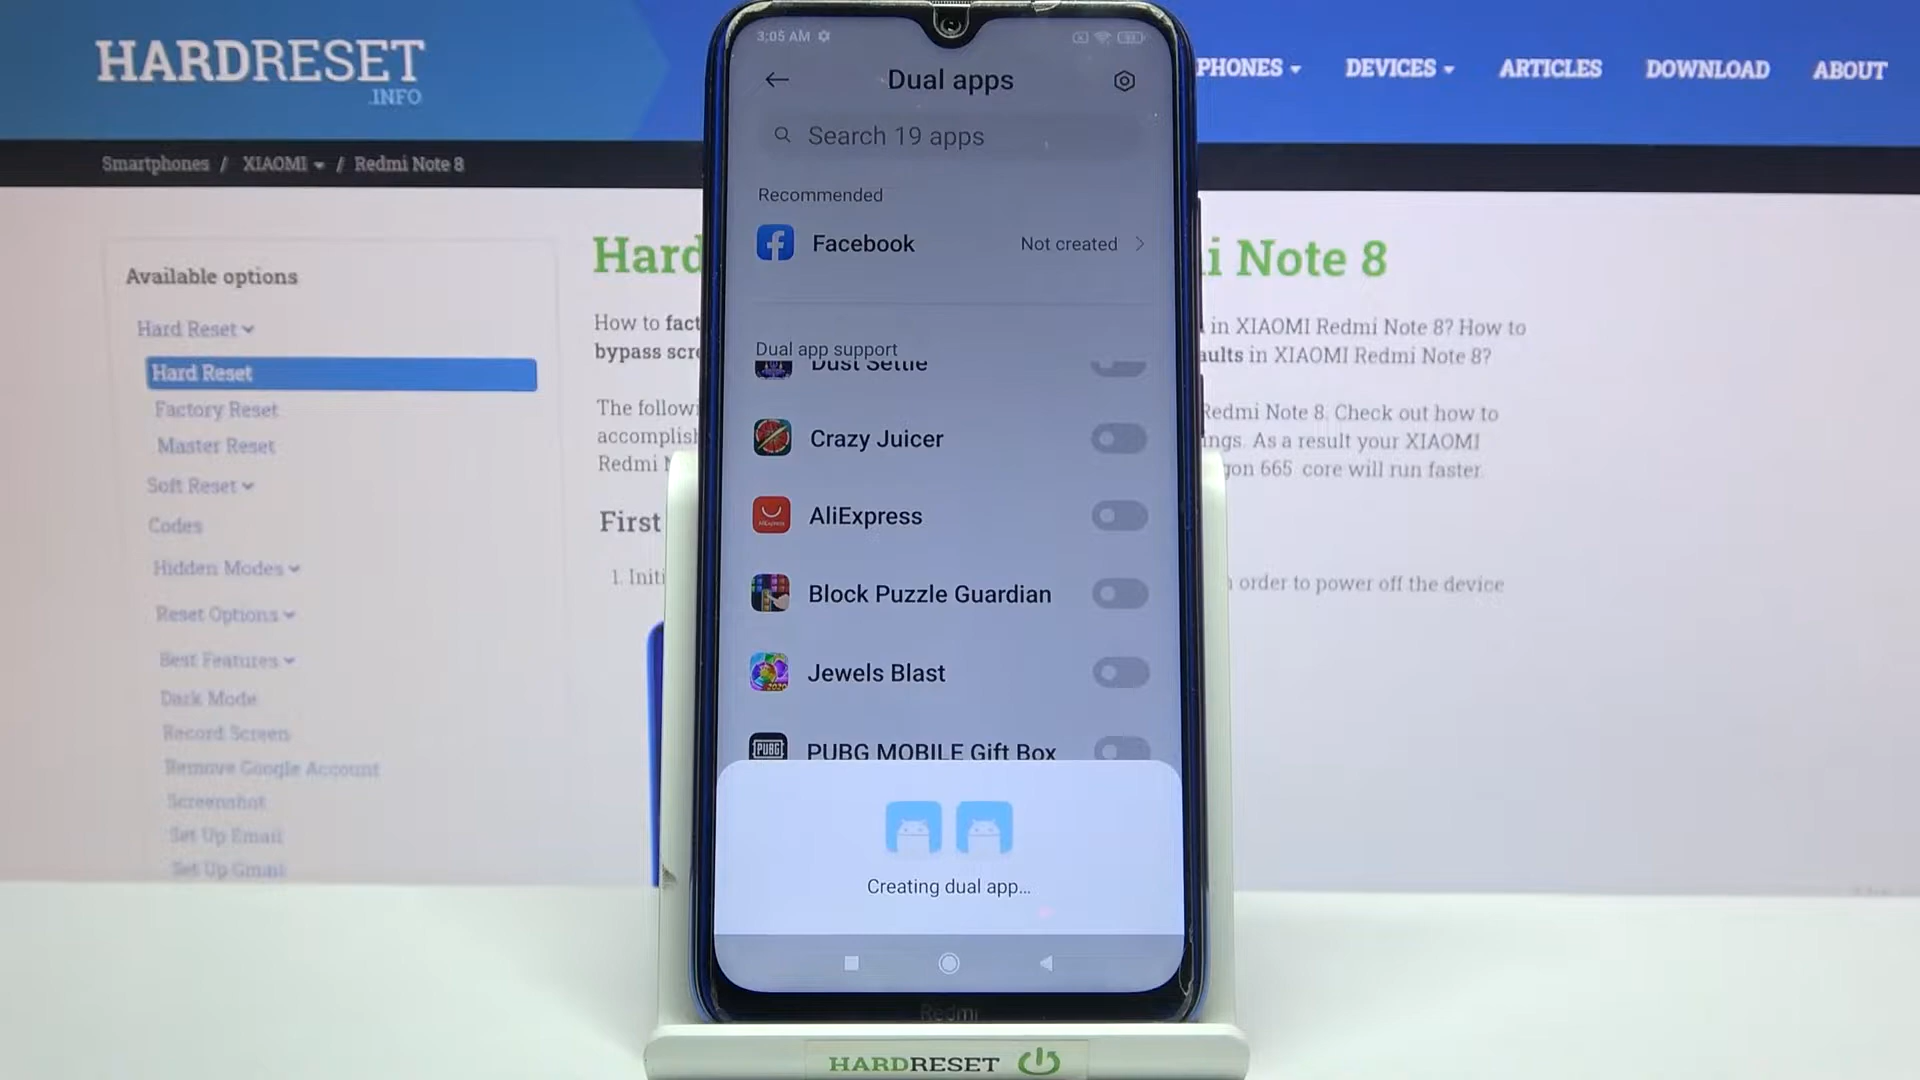 HARDRESET
.INFO
PHONES
DEVICES
ARTICLES
DOWNLOAD
ABOUT
Smartphones / XIAOMI / Redmi Note 8
Available options
Hard Reset
Hard Reset
Factory Reset
Master Reset
Soft Reset
Codes
Hidden Modes
Reset Options
Best Features
Dark Mode
Record Screen
Remove Google Account
Screenshot
Set Up Email
Set Up Gmail
Hard
i Note 8
How to fact
in XIAOMI Redmi Note 8? How to
bypass scre
aults in XIAOMI Redmi Note 8?
The followi
Redmi Note 8. Check out how to
accomplish
ings. As a result your XIAOMI
Redmi N
gon 665 core will run faster.
First
1. Initi
order to power off the device
3:05 AM
Dual apps
Search 19 apps
Recommended
Facebook
Not created
Dual app support
Dust Settle
Crazy Juicer
AliExpress
Block Puzzle Guardian
Jewels Blast
PUBG
PUBG MOBILE Gift Box
Creating dual app...
Redmi
HARDRESET